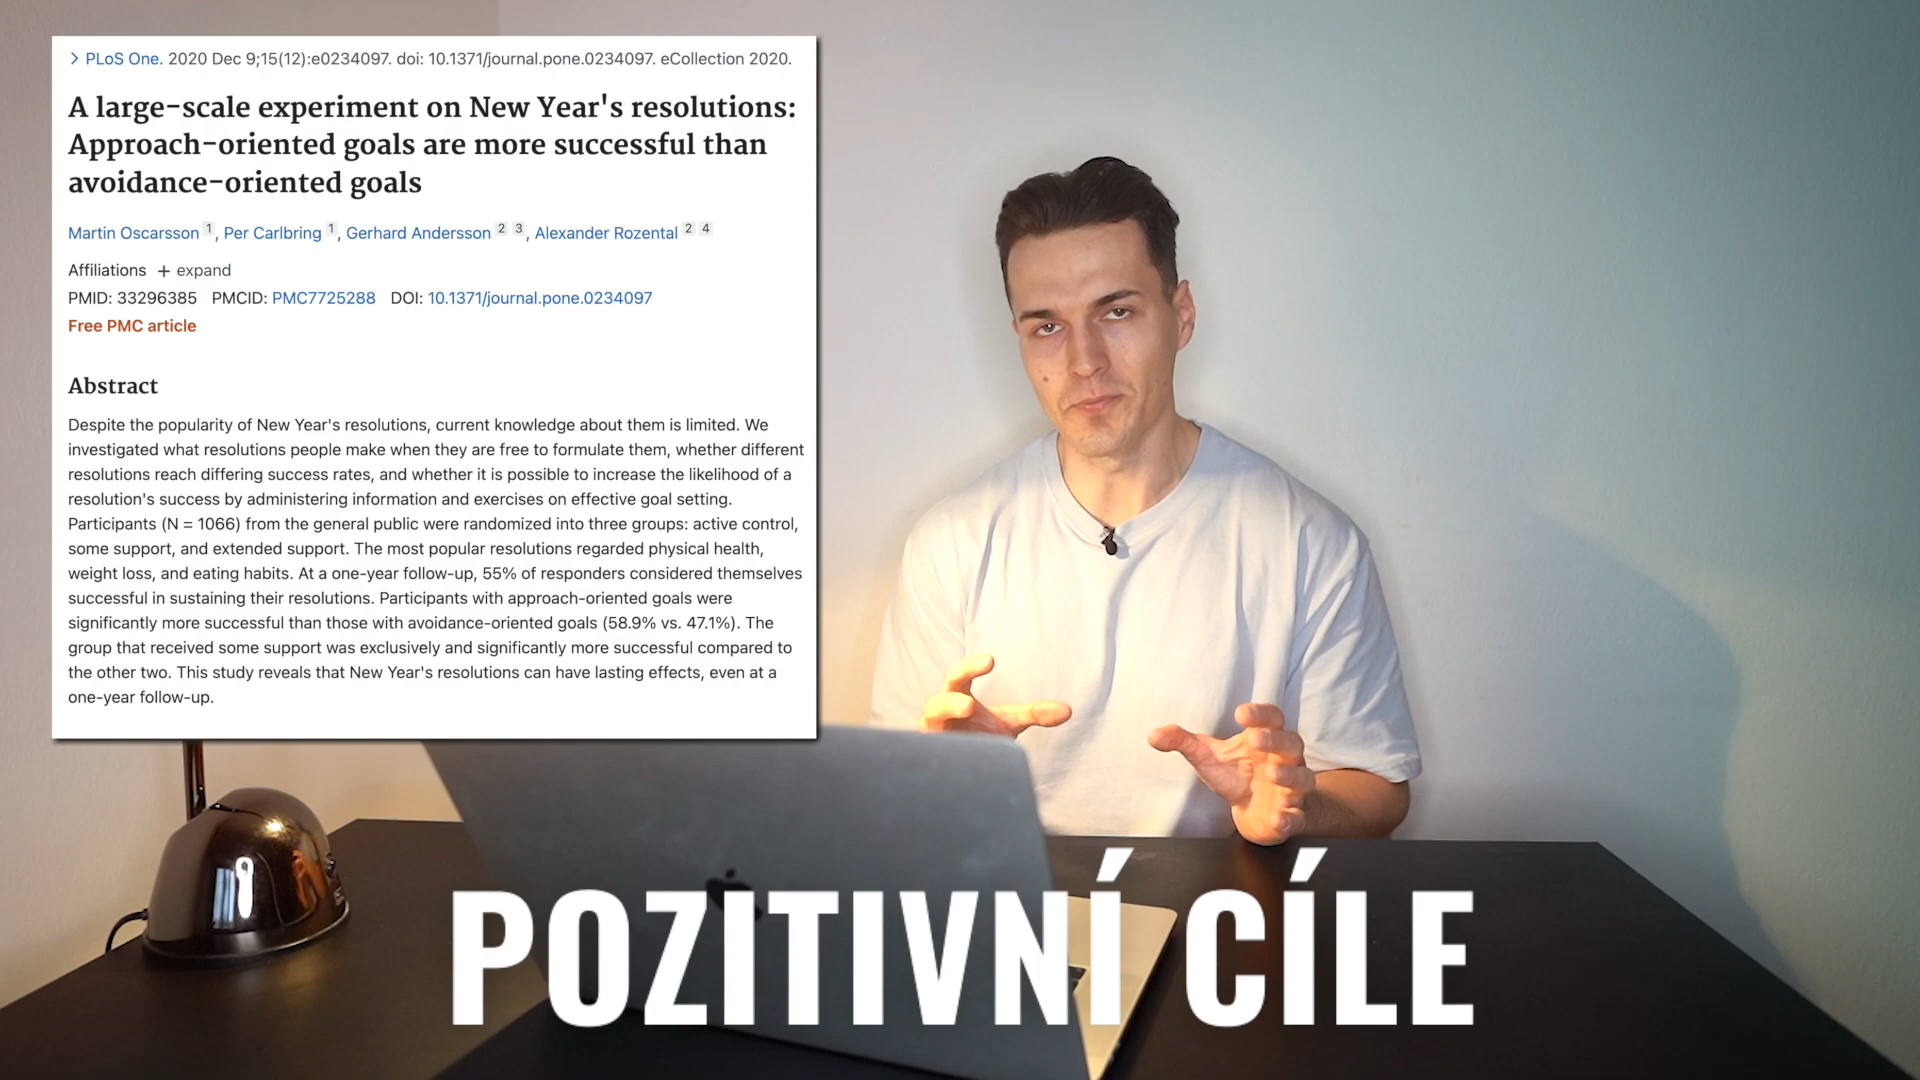 > PLoS One. 2020 Dec 9;15(12):e0234097. doi: 10.1371/journal.pone.0234097. eCollection 2020.
A large-scale experiment on New Year's resolutions:
Approach-oriented goals are more successful than
avoidance-oriented goals
Martin Oscarsson 1, Per Carlbring 1, Gerhard Andersson 2 3, Alexander Rozental 2 4
Affiliations + expand
PMID: 33296385 PMCID: PMC7725288 DOI: 10.1371/journal.pone.0234097
Free PMC article
Abstract
Despite the popularity of New Year's resolutions, current knowledge about them is limited. We
investigated what resolutions people make when they are free to formulate them, whether different
resolutions reach differing success rates, and whether it is possible to increase the likelihood of a
resolution's success by administering information and exercises on effective goal setting.
Participants (N = 1066) from the general public were randomized into three groups: active control,
some support, and extended support. The most popular resolutions regarded physical health,
weight loss, and eating habits. At a one-year follow-up, 55% of responders considered themselves
successful in sustaining their resolutions. Participants with approach-oriented goals were
significantly more successful than those with avoidance-oriented goals (58.9% vs. 47.1%). The
group that received some support was exclusively and significantly more successful compared to
the other two. This study reveals that New Year's resolutions can have lasting effects, even at a
one-year follow-up.
POZITIVNÍ CÍLE